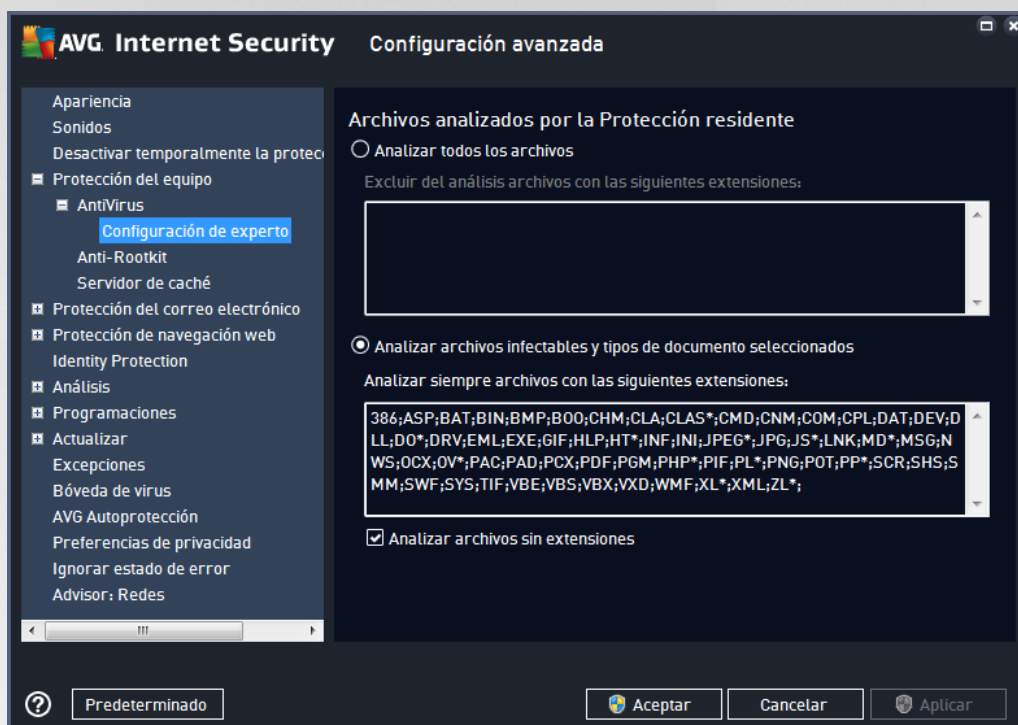 AVG. Internet Security
Configuración avanzada
Apariencia
Sonidos
Desactivar temporalmente la protec
Protección del equipo
AntiVirus
Configuración de experto
Anti-Rootkit
Servidor de caché
Protección del correo electrónico
Protección de navegación web
Identity Protection
Análisis
Programaciones
Actualizar
Excepciones
Bóveda de virus
AVG Autoprotección
Preferencias de privacidad
Ignorar estado de error
Advisor: Redes
Archivos analizados por la Protección residente
Analizar todos los archivos
Excluir del análisis archivos con las siguientes extensiones:
Analizar archivos infectables y tipos de documento seleccionados
Analizar siempre archivos con las siguientes extensiones:
386;ASP;BAT;BIN;BMP;BOO;CHM;CLA;CLAS*;CMD;CNM;COM;CPL;DAT;DEV;D
LL;DO*;DRV;EML;EXE;GIF;HLP;HT*;INF;INI;JPEG*;JPG;JS*;LNK;MD*;MSG;N
WS;OCX;OV*;PAC;PAD;PCX;PDF;PGM;PHP*;PIF;PL*;PNG;POT;PP*;SCR;SHS;S
MM;SWF;SYS;TIF;VBE;VBS;VBX;VXD;WMF;XL*;XML;ZL*;
Analizar archivos sin extensiones
Predeterminado
Aceptar
Cancelar
Aplicar